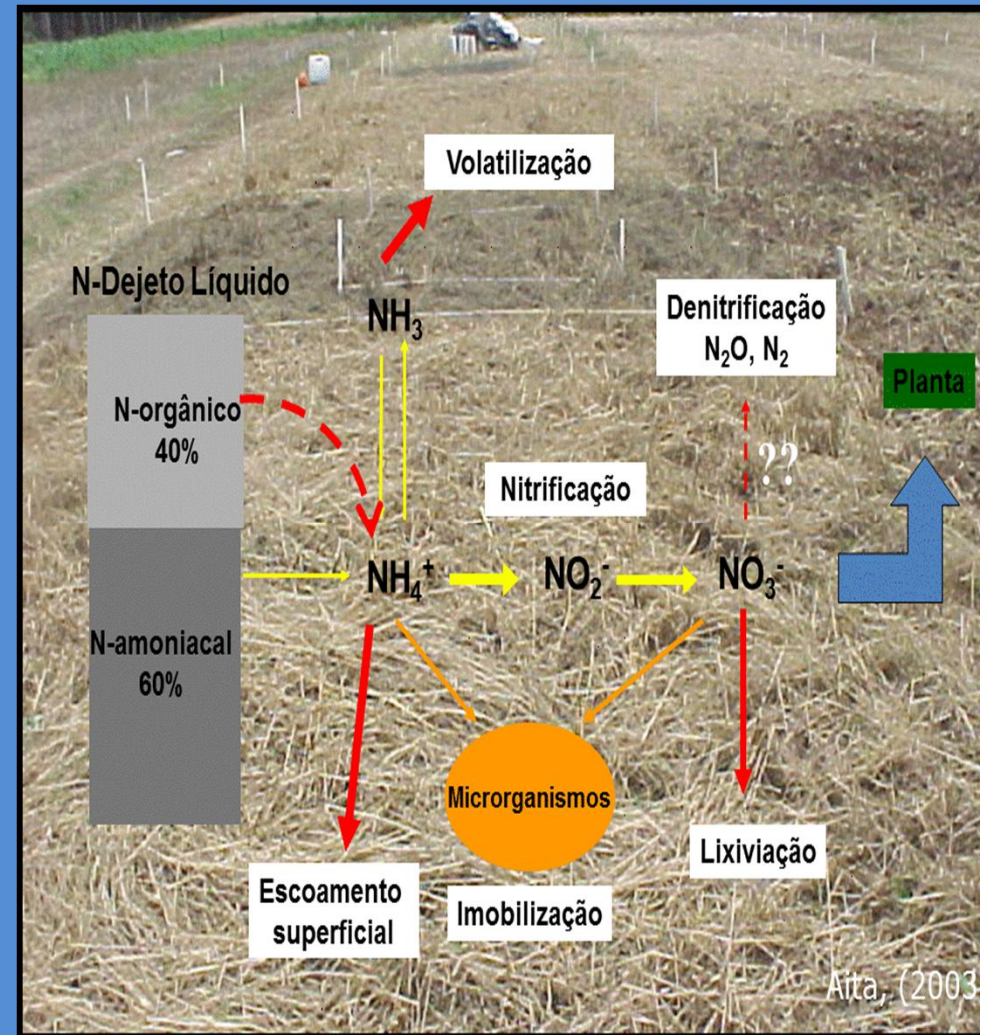 Volatilização
N-Dejeto Líquido
NH₃
Denitrificação
N₂O, N₂
Planta
N-orgânico
40%
??
Nitrificação
NH₄⁺
NO₂⁻
NO₃⁻
N-amoniacal
60%
Microrganismos
Lixiviação
Escoamento
superficial
Imobilização
Aita, (2003